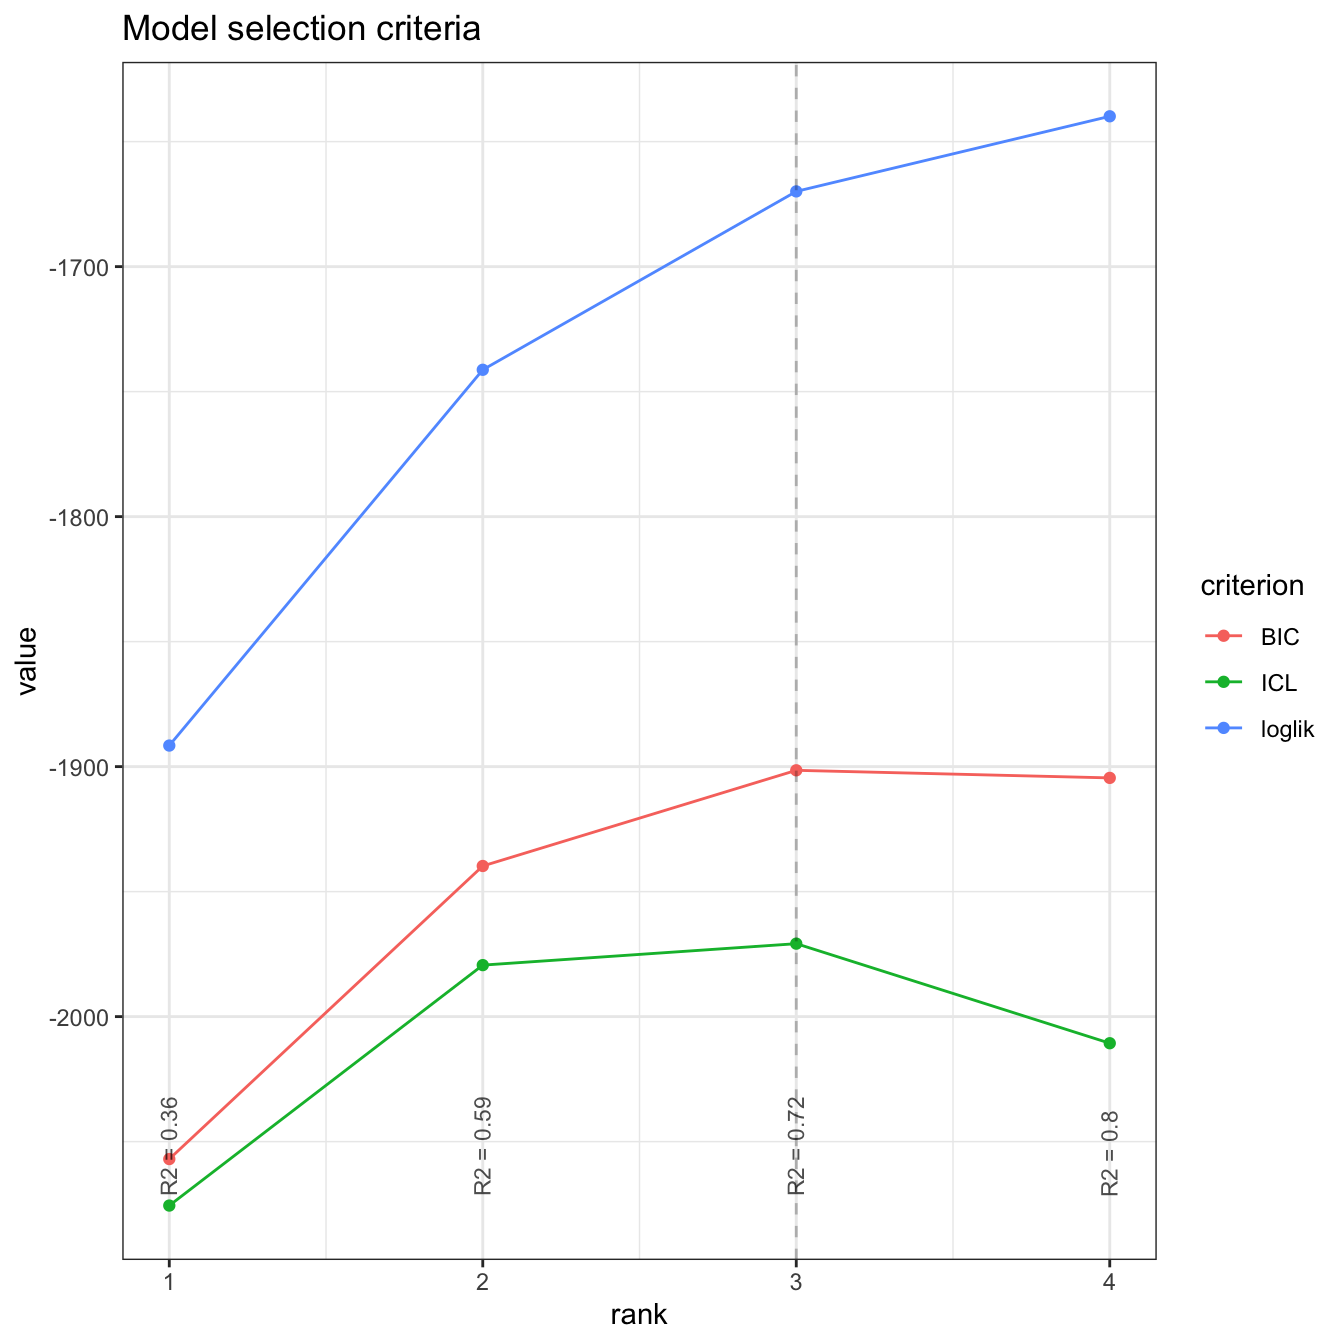 Model selection criteria
value
-1700
-1800
-1900
-2000
R2 = 0.36
R2 = 0.59
R2 = 0.72
R2 = 0.8
1
2
3
4
rank
criterion
BIC
ICL
loglik